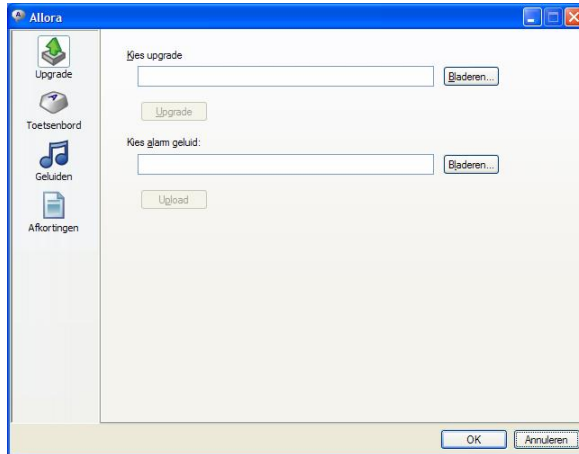 Allora
Upgrade
Toetsenbord
Geluiden
Afkortingen
Kies upgrade
Bladeren...
Upgrade
Kies alarm geluid:
Bladeren...
Upload
OK
Annuleren